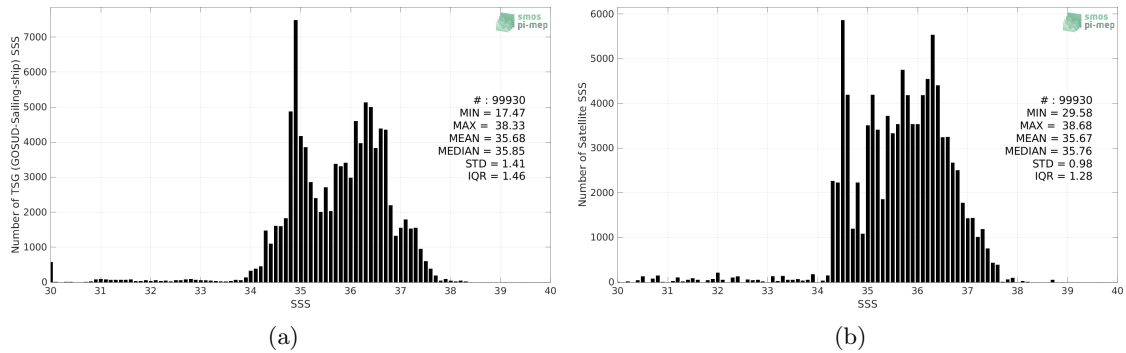 smos
pi-mep
Number of TSG (GOSUD-Sailing-ship) SSS
7000
6000
5000
4000
3000
2000
1000
0
# : 99930
MIN = 17.47
MAX = 38.33
MEAN = 35.68
MEDIAN = 35.85
STD = 1.41
IQR = 1.46
30 31 32 33 34 35 36 37 38 39 40
SSS
(a)
smos
pi-mep
Number of Satellite SSS
6000
5000
4000
3000
2000
1000
0
# : 99930
MIN = 29.58
MAX = 38.68
MEAN = 35.67
MEDIAN = 35.76
STD = 0.98
IQR = 1.28
30 31 32 33 34 35 36 37 38 39 40
SSS
(b)